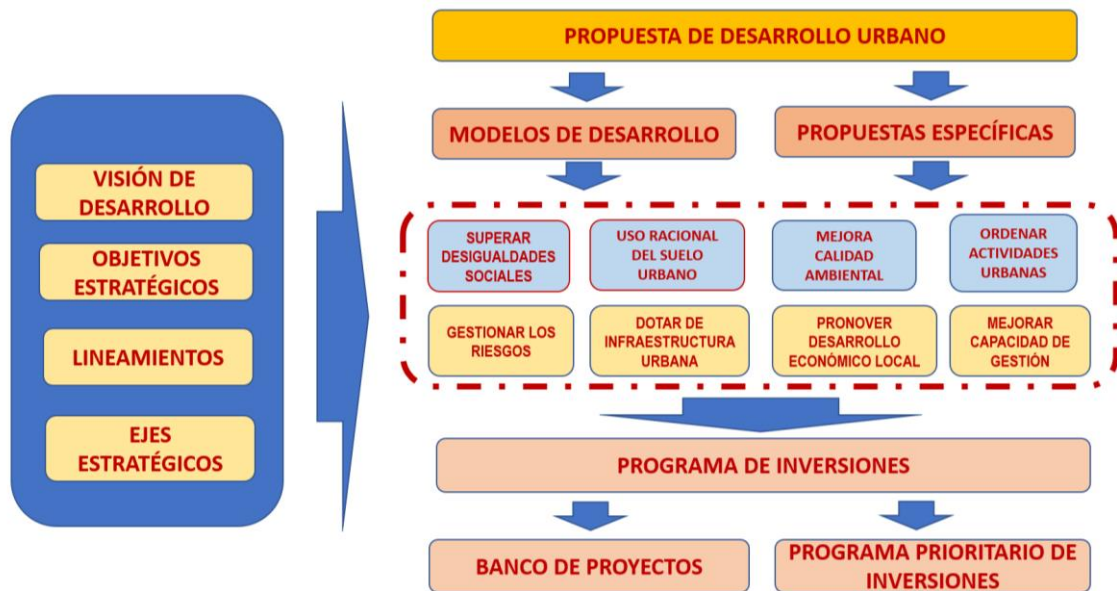 VISIÓN DE
DESARROLLO
OBJETIVOS
ESTRATÉGICOS
LINEAMIENTOS
EJES
ESTRATÉGICOS
PROPUESTA DE DESARROLLO URBANO
MODELOS DE DESARROLLO
PROPUESTAS ESPECÍFICAS
SUPERAR
DESIGUALDADES
SOCIALES
USO RACIONAL
DEL SUELO
URBANO
MEJORA
CALIDAD
AMBIENTAL
ORDENAR
ACTIVIDADES
URBANAS
GESTIONAR LOS
RIESGOS
DOTAR DE
INFRAESTRUCTURA
URBANA
PRONOVER
DESARROLLO
ECONÓMICO LOCAL
MEJORAR
CAPACIDAD DE
GESTIÓN
PROGRAMA DE INVERSIONES
BANCO DE PROYECTOS
PROGRAMA PRIORITARIO DE
INVERSIONES